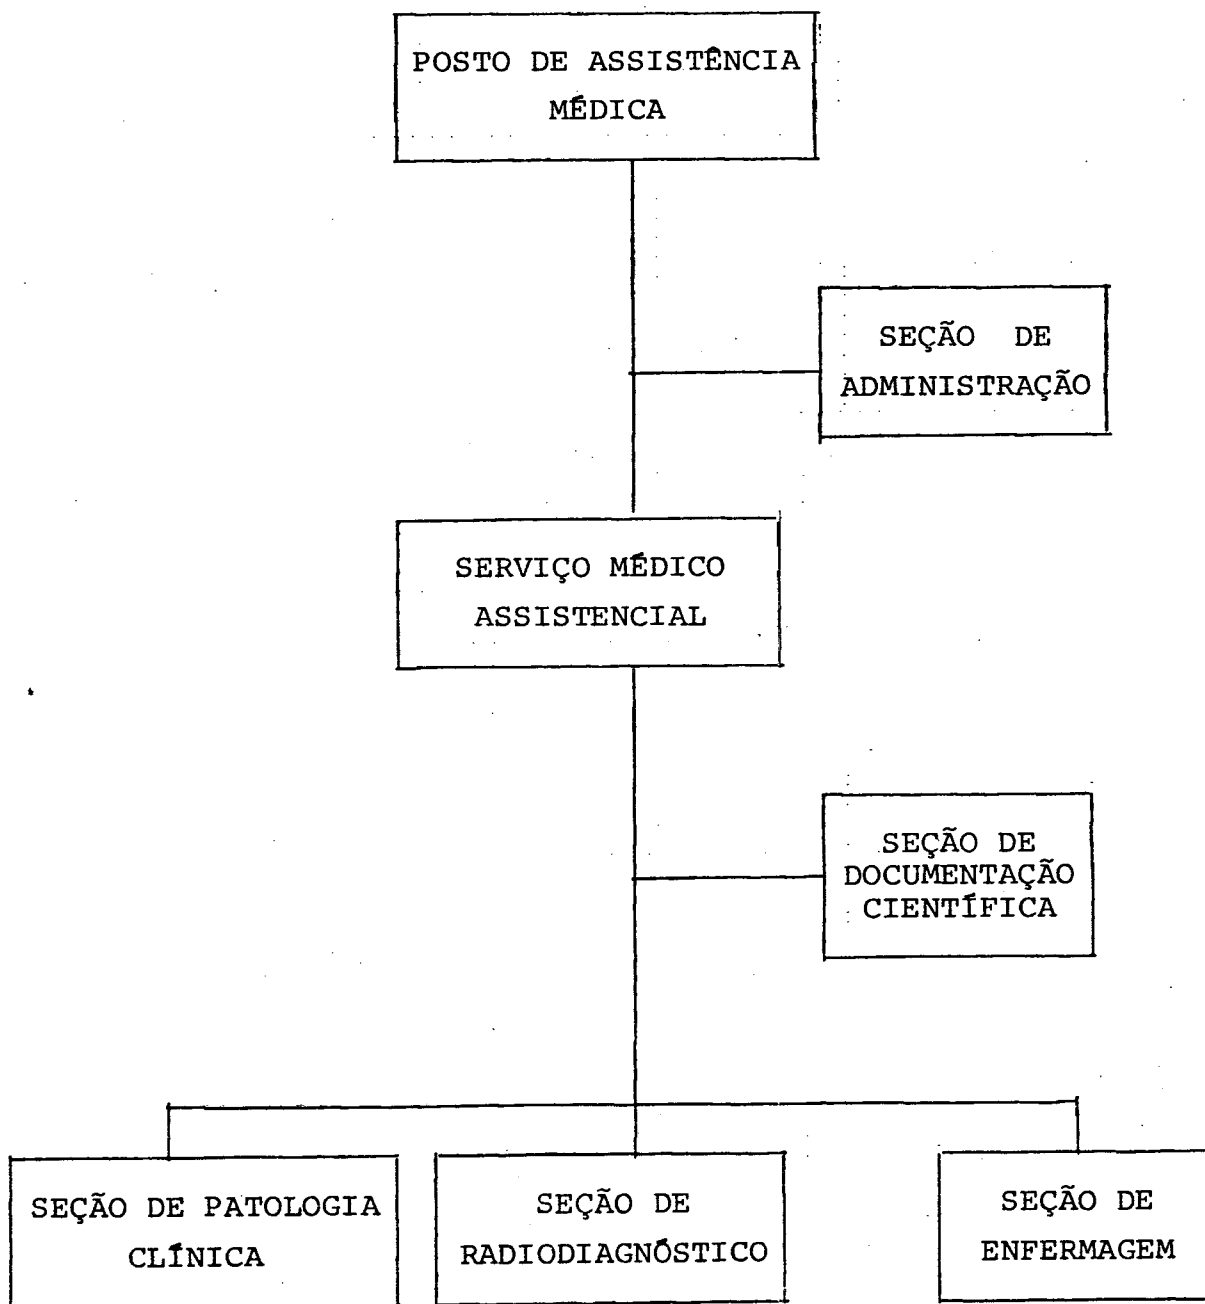 POSTO DE ASSISTÊNCIA
MÉDICA
SEÇÃO DE
ADMINISTRAÇÃO
SERVIÇO MÉDICO
ASSISTENCIAL
SEÇÃO DE
DOCUMENTAÇÃO
CIENTÍFICA
SEÇÃO DE PATOLOGIA
CLÍNICA
SEÇÃO DE
RADIODIAGNÓSTICO
SEÇÃO DE
ENFERMAGEM